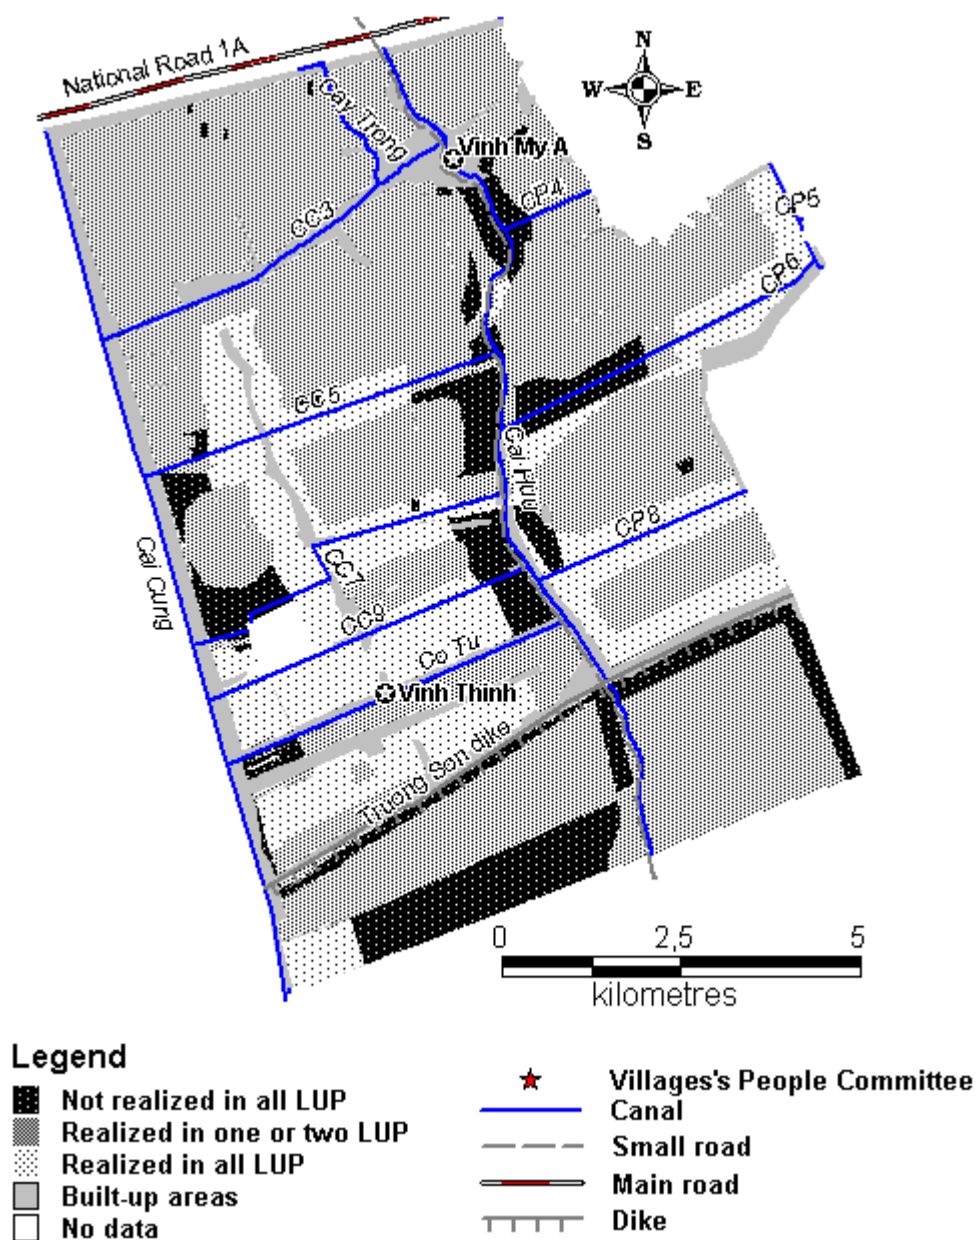 National Road 1A
N
W E
S
Cay Trong
Vinh My A
CC3
CP4
CP5
CP6
CC5
Cai Huu
CP8
Cai Cung
CC7
CC9
Co Tu
Vinh Thinh
Truong Son dike
0 2,5 5
kilometres
Legend
Not realized in all LUP
Realized in one or two LUP
Realized in all LUP
Built-up areas
No data
Villages's People Committee
Canal
Small road
Main road
Dike